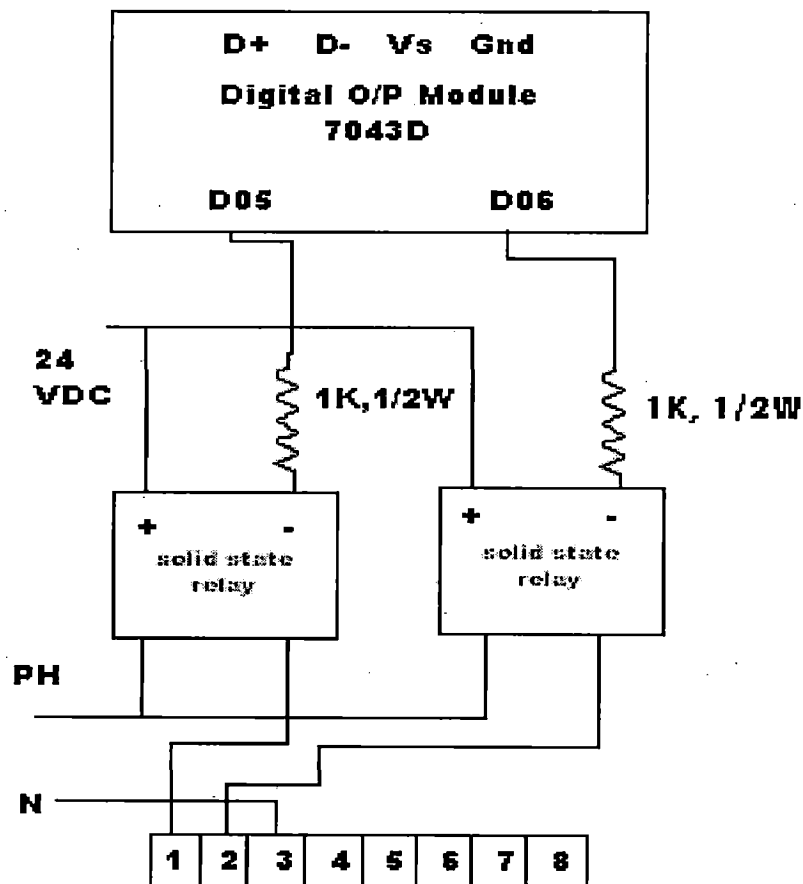 D+ D- Vs Gnd
Digital O/P Module
7043D
D05 D06
24
VDC
1K,1/2W
1K, 1/2W
+ -
solid state
relay
+ -
solid state
relay
PH
N
1 2 3 4 5 6 7 8